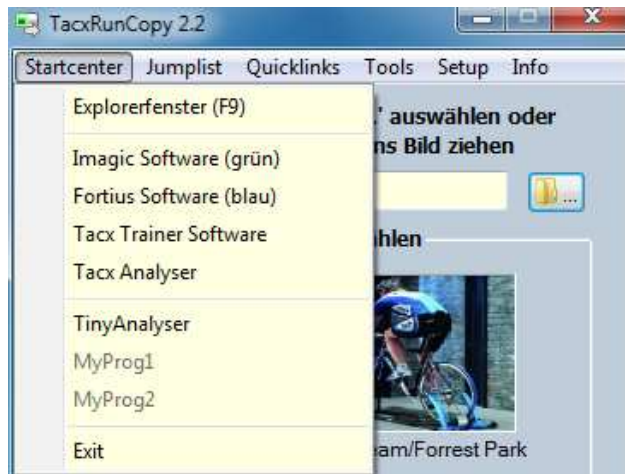 TacxRunCopy 2.2
Startcenter Jumplist Quicklinks Tools Setup Info
Explorerfenster (F9)
Imagic Software (grün)
Fortius Software (blau)
Tacx Trainer Software
Tacx Analyser
TinyAnalyser
MyProg1
MyProg2
Exit
' auswählen oder
ns Bild ziehen
...
hlen
am/Forrest Park